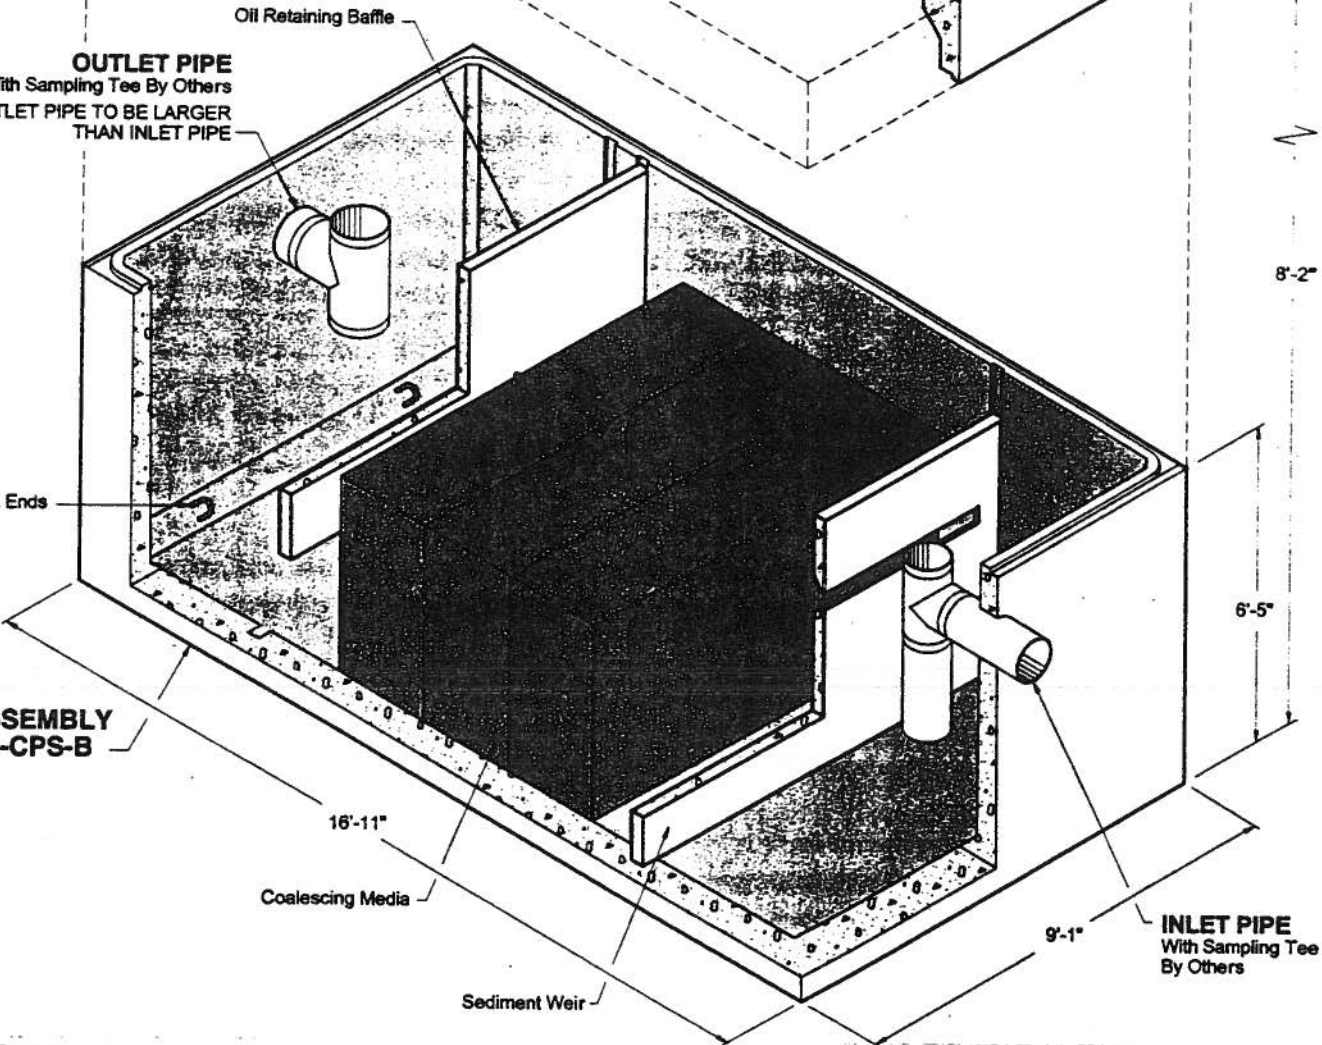 Oil Retaining Baffle
OUTLET PIPE
With Sampling Tee By Others
TLET PIPE TO BE LARGER
THAN INLET PIPE
8'-2"
Ends
6'-5"
SEMBLY
-CPS-B
16'-11"
Coalescing Media
9'-1"
INLET PIPE
With Sampling Tee
By Others
Sediment Weir